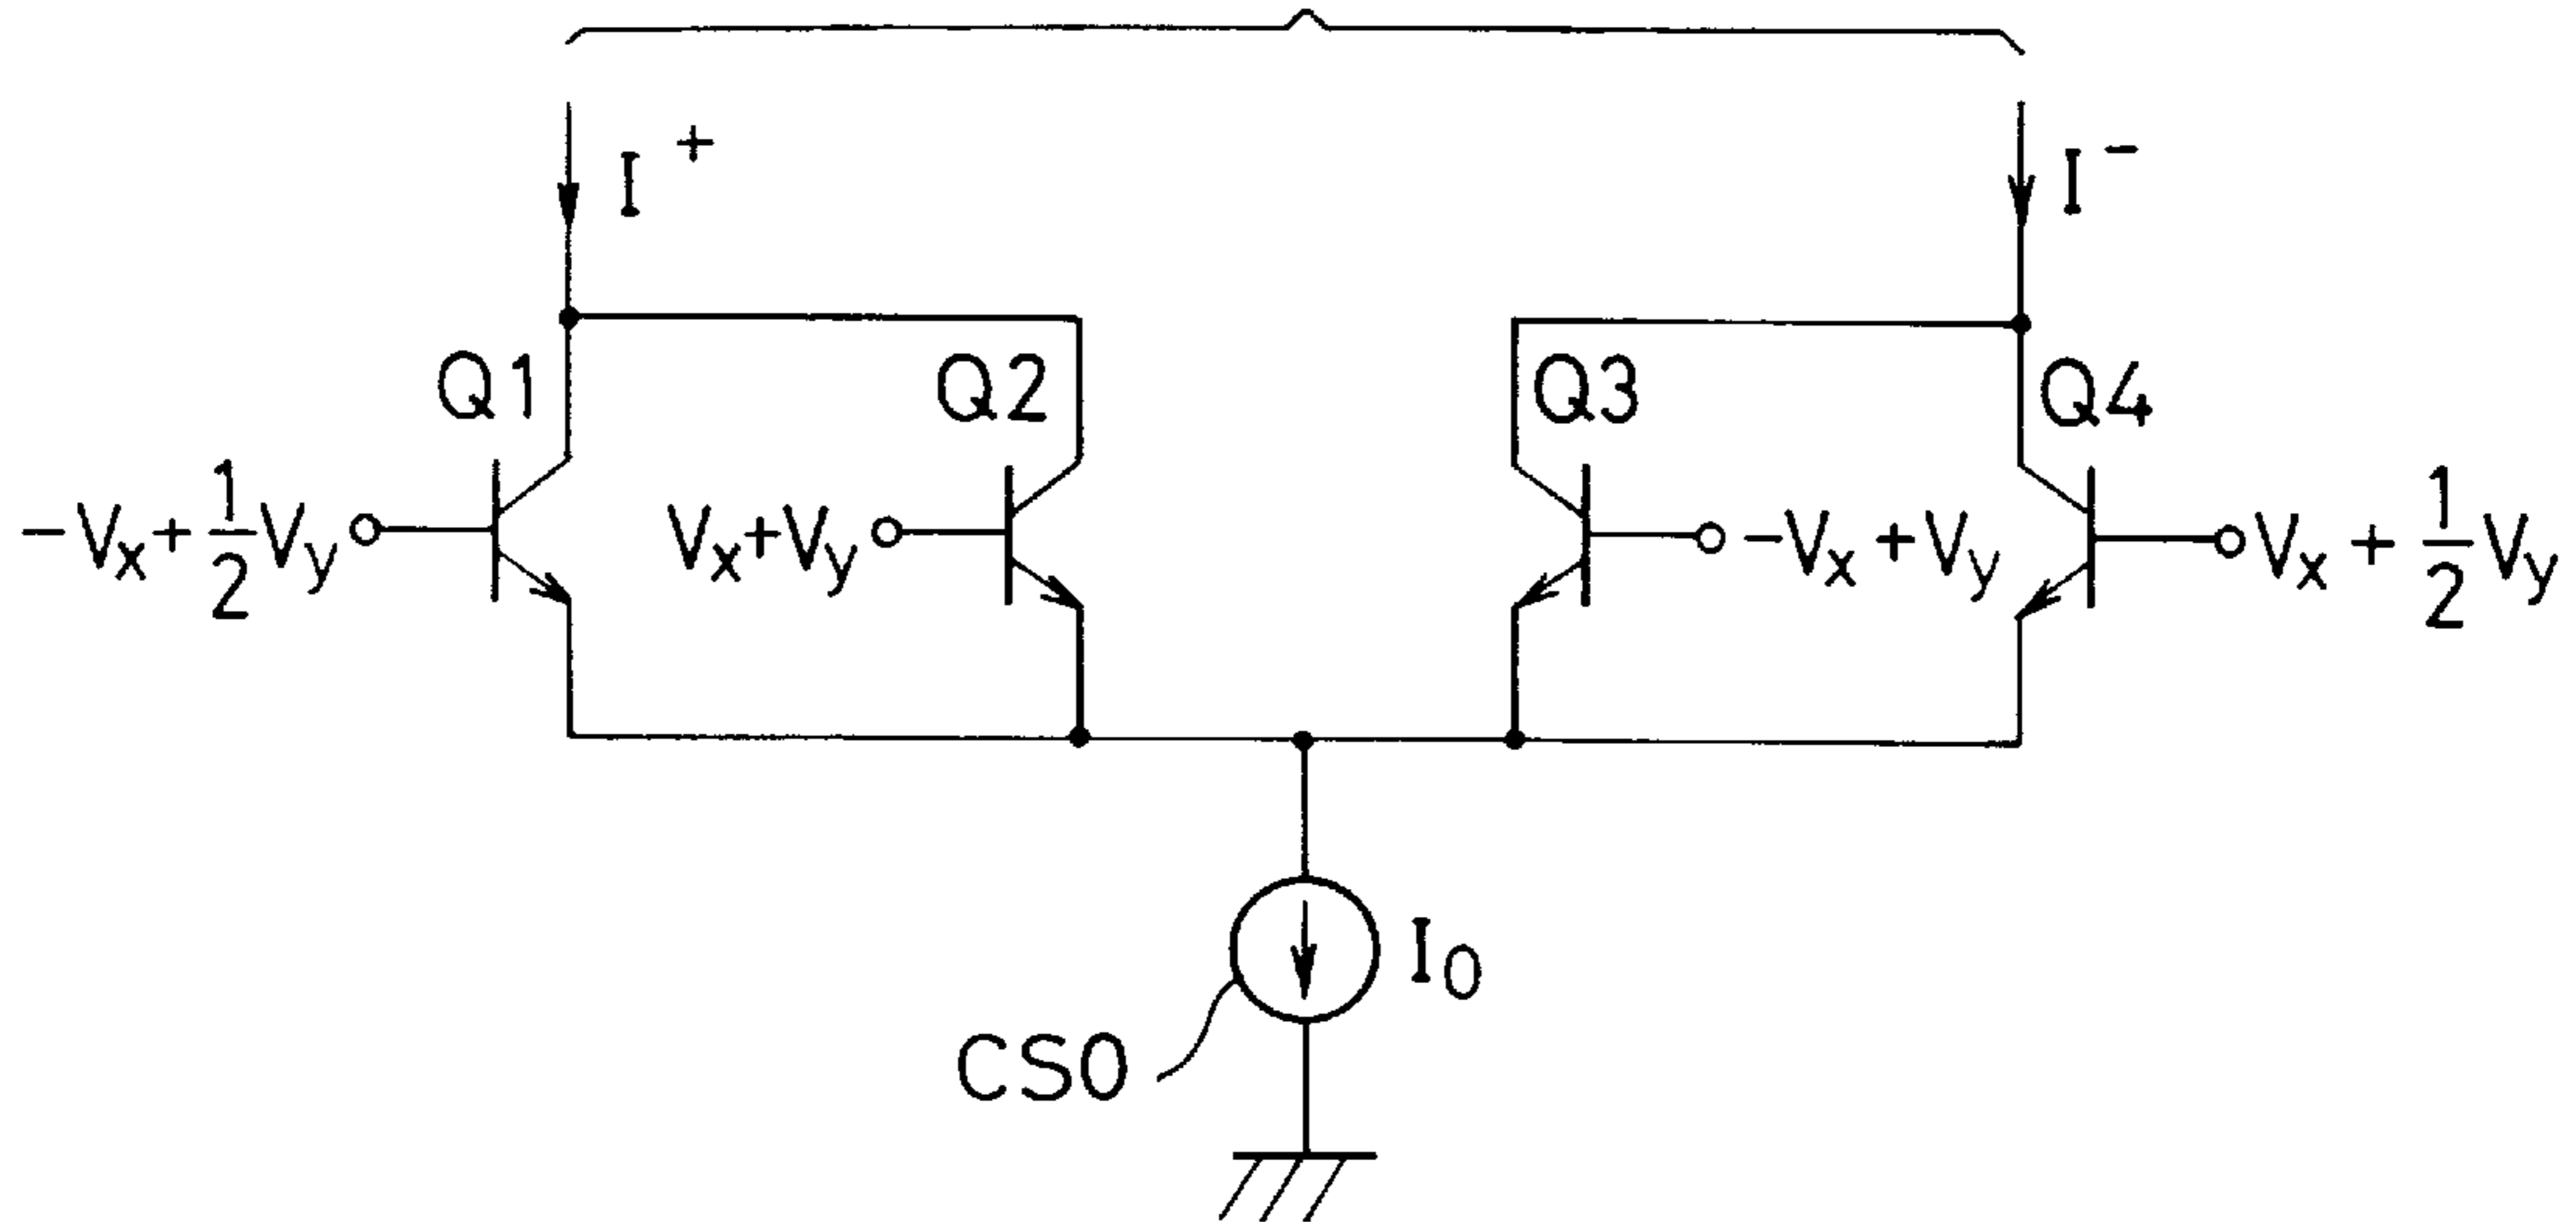 I⁺
I⁻
Q1
Q2
Q3
Q4
-Vₓ+½Vy
Vₓ+Vy
-Vₓ+Vy
Vₓ+½Vy
I₀
CS0